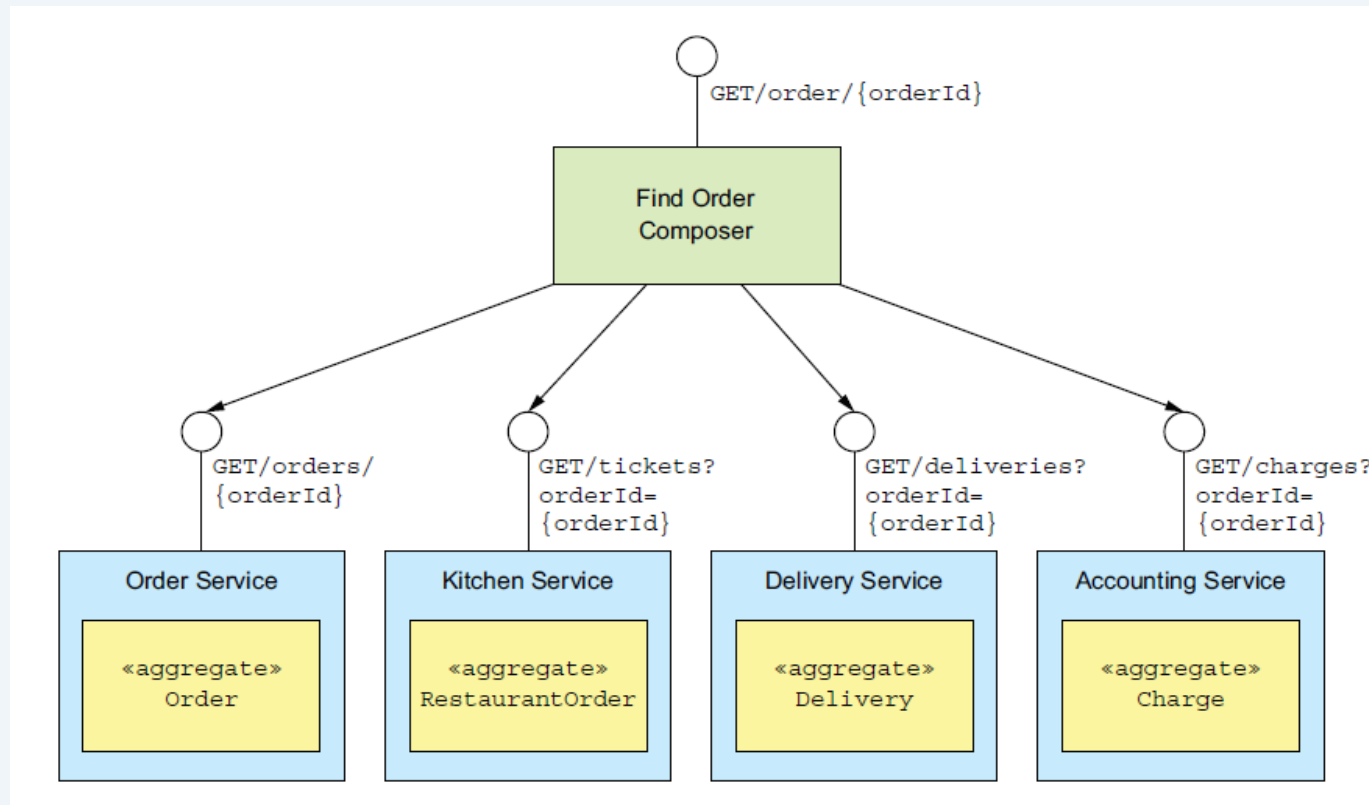 GET/order/{orderId}
Find Order
Composer
GET/orders/
{orderId}
GET/tickets?
orderId=
{orderId}
GET/deliveries?
orderId=
{orderId}
GET/charges?
orderId=
{orderId}
Order Service
«aggregate»
Order
Kitchen Service
«aggregate»
RestaurantOrder
Delivery Service
«aggregate»
Delivery
Accounting Service
«aggregate»
Charge